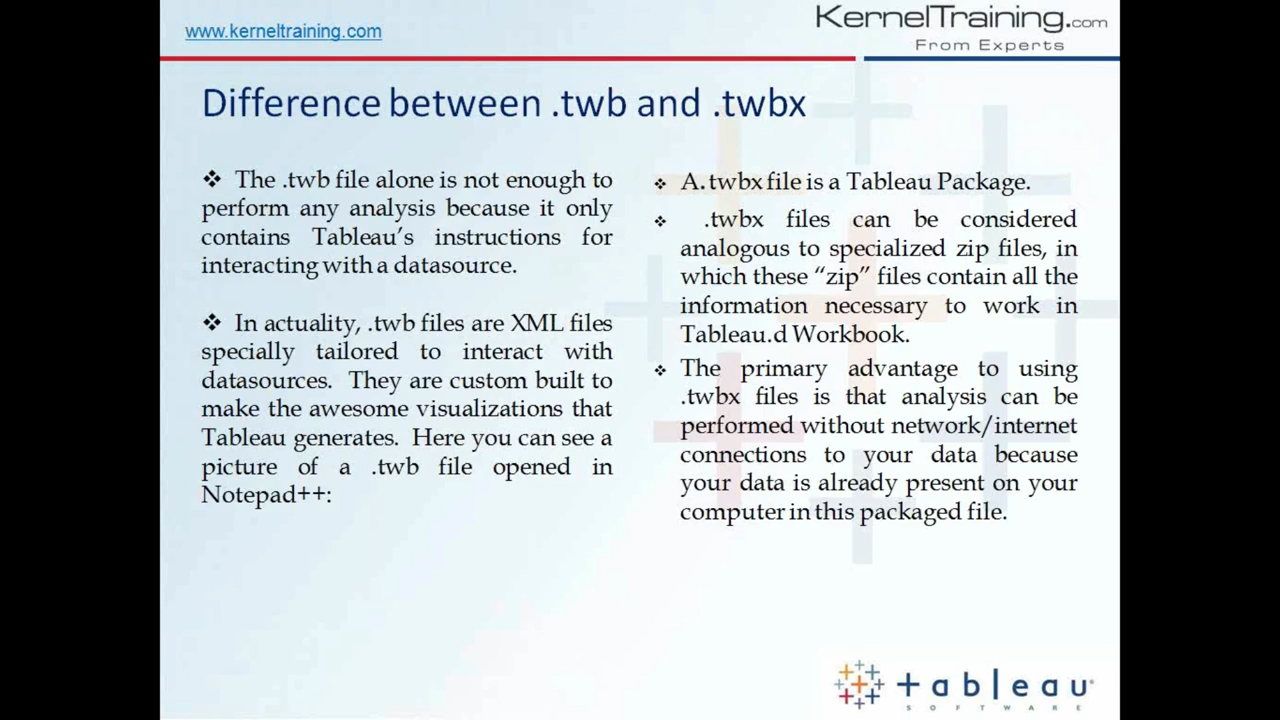 www.kerneltraining.com
KernelTraining.com
From Experts
Difference between .twb and .twbx
❖ The .twb file alone is not enough to
perform any analysis because it only
contains Tableau's instructions for
interacting with a datasource.
❖ In actuality, .twb files are XML files
specially tailored to interact with
datasources. They are custom built to
make the awesome visualizations that
Tableau generates. Here you can see a
picture of a .twb file opened in
Notepad++:
❖ A.twbx file is a Tableau Package.
❖ .twbx files can be considered
analogous to specialized zip files, in
which these “zip” files contain all the
information necessary to work in
Tableau.d Workbook.
❖ The primary advantage to using
.twbx files is that analysis can be
performed without network/internet
connections to your data because
your data is already present on your
computer in this packaged file.
+ableau®
SOFTWARE